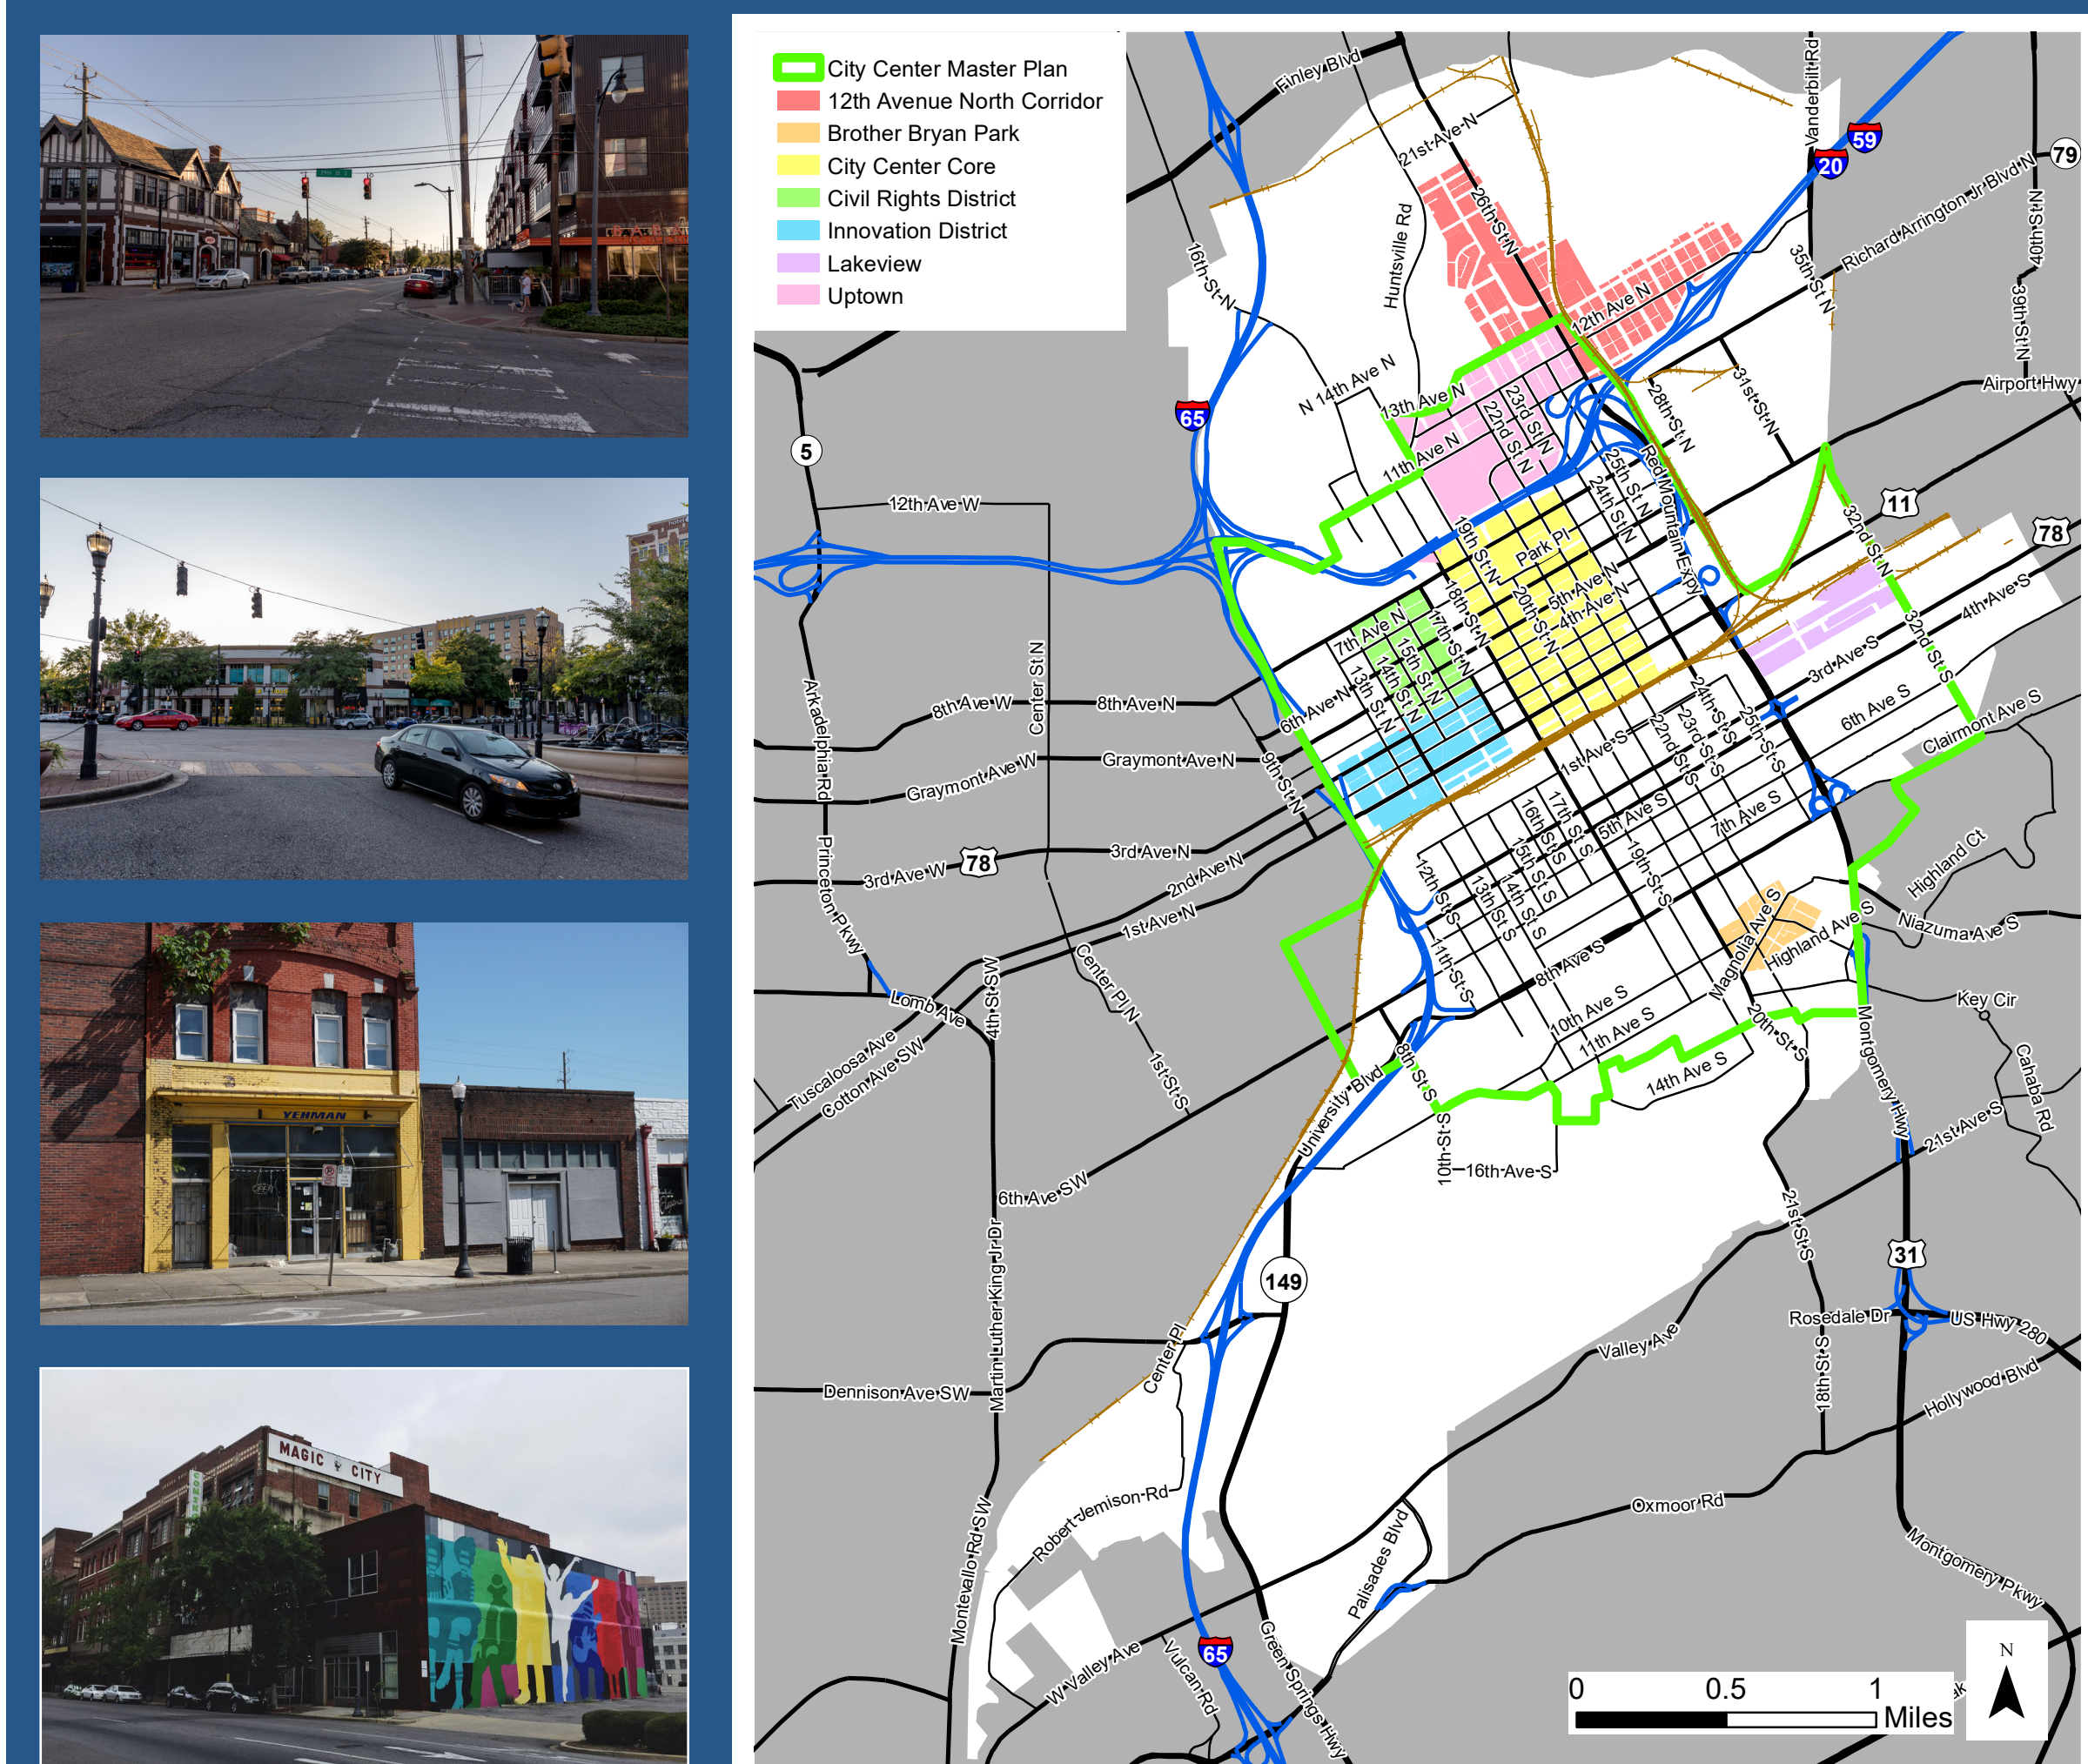 YEHMAN
MAGIC CITY
City Center Master Plan
12th Avenue North Corridor
Brother Bryan Park
City Center Core
Civil Rights District
Innovation District
Lakeview
Uptown
Finley Blvd
Vanderbilt Rd
59
20
79
21st Ave N
26th St N
Huntsville Rd
16th St N
35th St N
Richard Arrington Jr Blvd N
40th St N
39th St N
12th Ave N
N 14th Ave N
13th Ave N
31st St N
Airport Hwy
28th St N
65
5
23rd St N
22nd St N
11th Ave N
25th St N
24th St N
Red Mountain Expy
12th Ave W
11
78
32nd St N
19th St N
Park Pl
5th Ave N
4th Ave N
18th St N
20th St N
4th Ave S
7th Ave N
17th St N
15th St N
14th St N
13th St N
32nd St S
3rd Ave S
Center St N
Arkadelphia Rd
8th Ave W
8th Ave N
6th Ave N
24th St S
25th St S
6th Ave S
Clairmont Ave S
22nd St S
23rd St S
1st Ave S
Graymont Ave W
Graymont Ave N
9th St N
17th St S
16th St S
15th St S
5th Ave S
7th Ave S
Princeton Pkwy
3rd Ave W
78
3rd Ave N
2nd Ave N
1st Ave N
12th St S
13th St S
14th St S
19th St S
Highland Ct
Magnolia Ave S
Highland Ave S
Niazuma Ave S
Center Pl N
11th St S
8th Ave S
Lomb Ave
4th St SW
10th Ave S
11th Ave S
20th St S
Key Cir
Montgomery Hwy
Tuscaloosa Ave
Cotton Ave SW
1st St S
8th St S
University Blvd
14th Ave S
Cahaba Rd
21st Ave S
10th St S
16th Ave S
6th Ave SW
Martin Luther King Jr Dr
21st St S
149
31
Rosedale Dr
US Hwy 280
Center Pl
Valley Ave
18th St S
Hollywood Blvd
Dennison Ave SW
Robert Jemison Rd
Oxmoor Rd
Palisades Blvd
Montevallo Rd SW
Montgomery Pkwy
W Valley Ave
Vulcan Rd
65
Green Springs Hwy
N
0 0.5 1
Miles